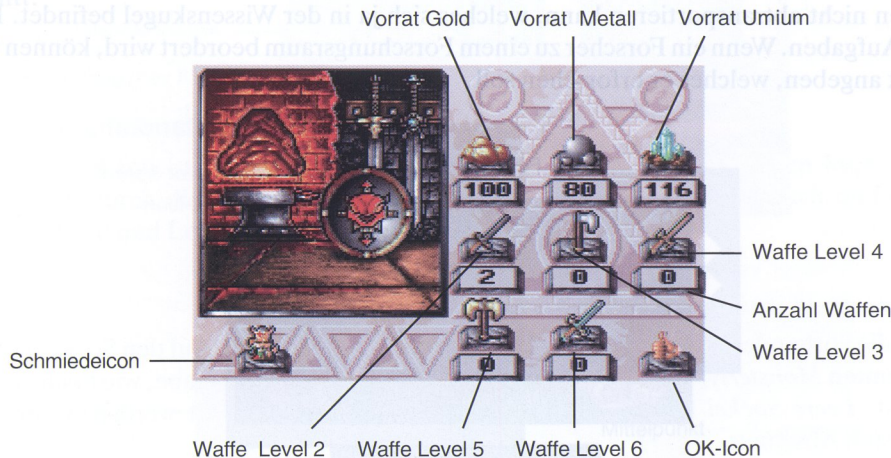 Vorrat Gold Vorrat Metall Vorrat Umium
100 80 116
Waffe Level 4
2 0 0
Anzahl Waffen
Waffe Level 3
Schmiedeicon
0 0
Waffe Level 2 Waffe Level 5 Waffe Level 6 OK-Icon